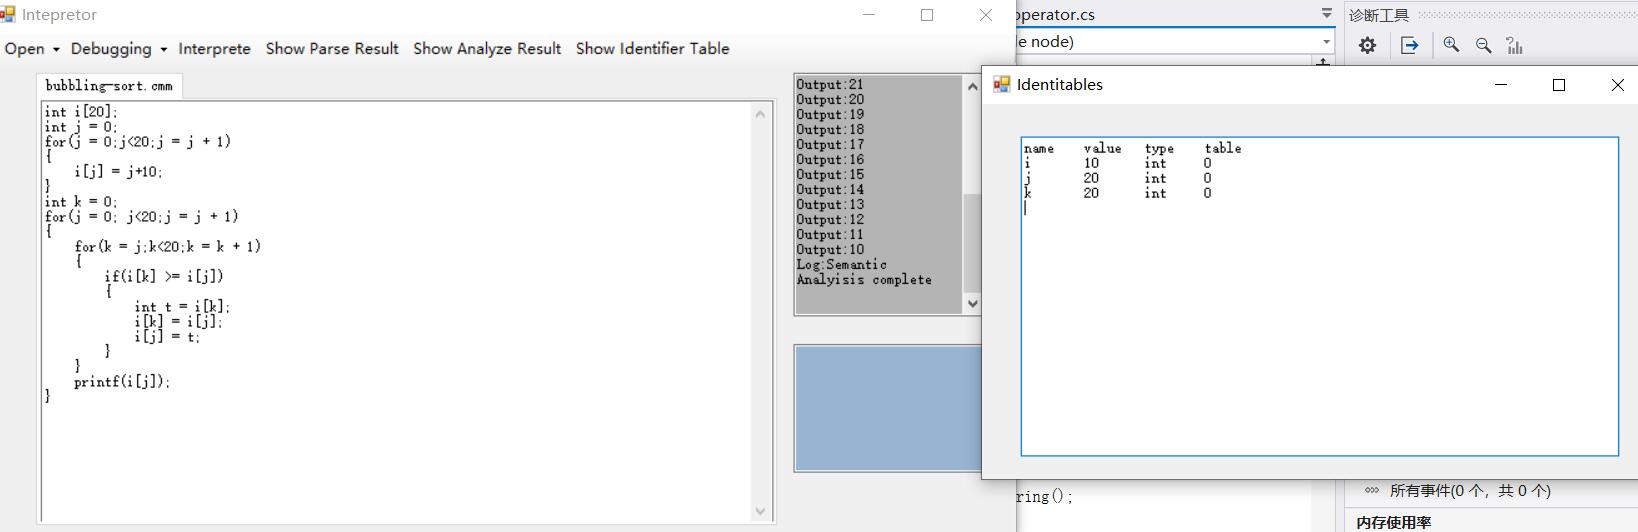 Intepretor
Open Debugging Interprete Show Parse Result Show Analyze Result Show Identifier Table
bubbling-sort.cmm
int i[20];
int j = 0;
for(j = 0;j<20;j = j + 1)
{
i[j] = j+10;
}
int k = 0;
for(j = 0; j<20;j = j + 1)
{
for(k = j;k<20;k = k + 1)
{
if(i[k] >= i[j])
{
int t = i[k];
i[k] = i[j];
i[j] = t;
}
}
printf(i[j]);
}
Output:21
Output:20
Output:19
Output:18
Output:17
Output:16
Output:15
Output:14
Output:13
Output:12
Output:11
Output:10
Log:Semantic
Analyisis complete
operator.cs
le node)
诊断工具
Identitables
name value type table
i 10 int 0
j 20 int 0
k 20 int 0
ring();
所有事件(0 个，共 0 个)
内存使用率